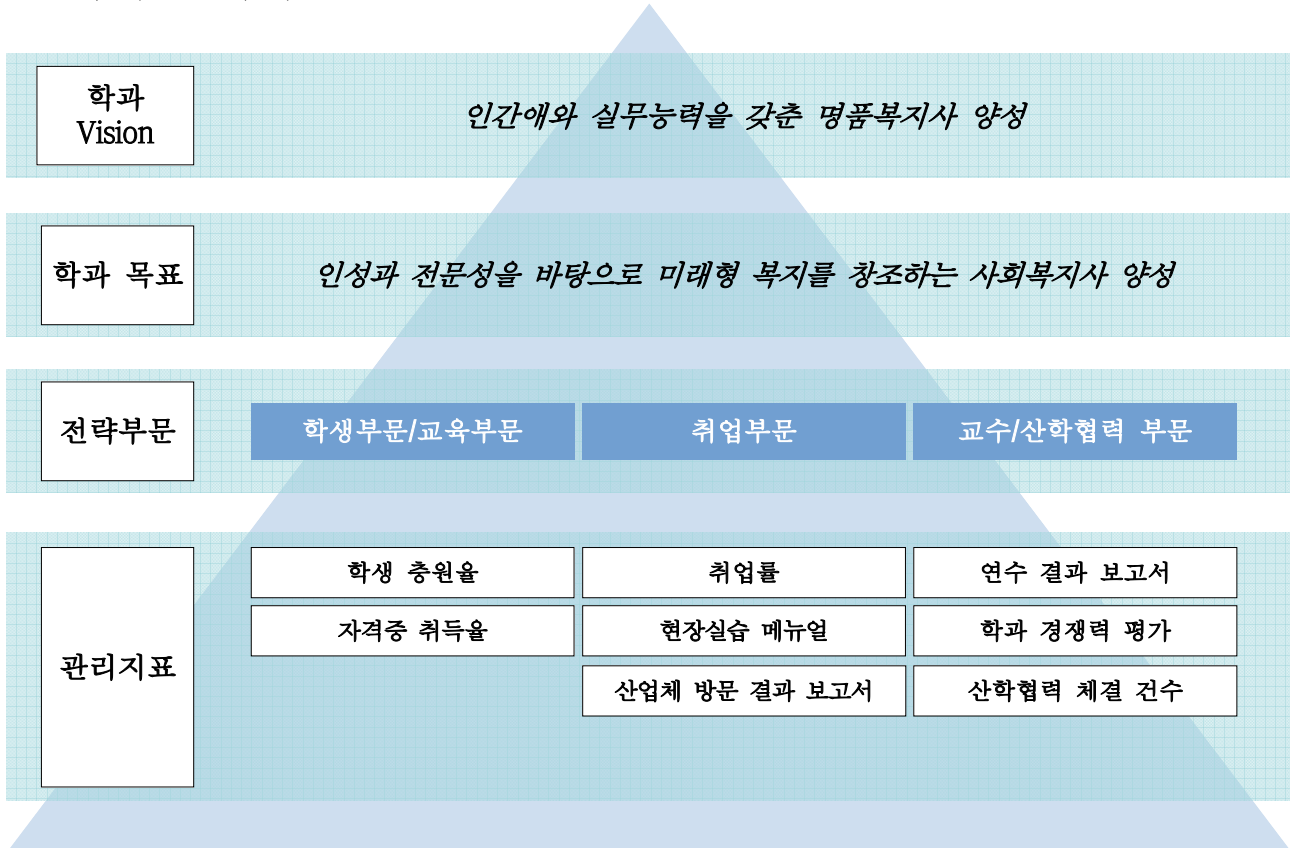 학과
Vision
인간애와 실무능력을 갖춘 명품복지사 양성
학과 목표
인성과 전문성을 바탕으로 미래형 복지를 창조하는 사회복지사 양성
전략부문
학생부문/교육부문
취업부문
교수/산학협력 부문
관리지표
학생 충원율
취업률
연수 결과 보고서
자격증 취득율
현장실습 메뉴얼
학과 경쟁력 평가
산업체 방문 결과 보고서
산학협력 체결 건수